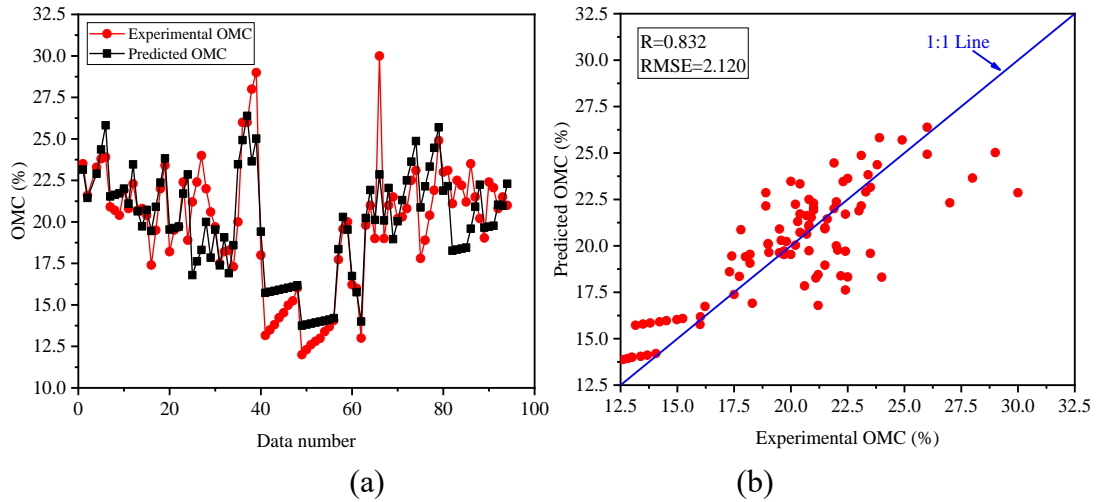 32.5
30.0
27.5
25.0
22.5
20.0
17.5
15.0
12.5
10.0
OMC (%)
Experimental OMC
Predicted OMC
0 20 40 60 80 100
Data number
(a)
32.5
30.0
27.5
25.0
22.5
20.0
17.5
15.0
12.5
Predicted OMC (%)
R=0.832
RMSE=2.120
1:1 Line
12.5 15.0 17.5 20.0 22.5 25.0 27.5 30.0 32.5
Experimental OMC (%)
(b)